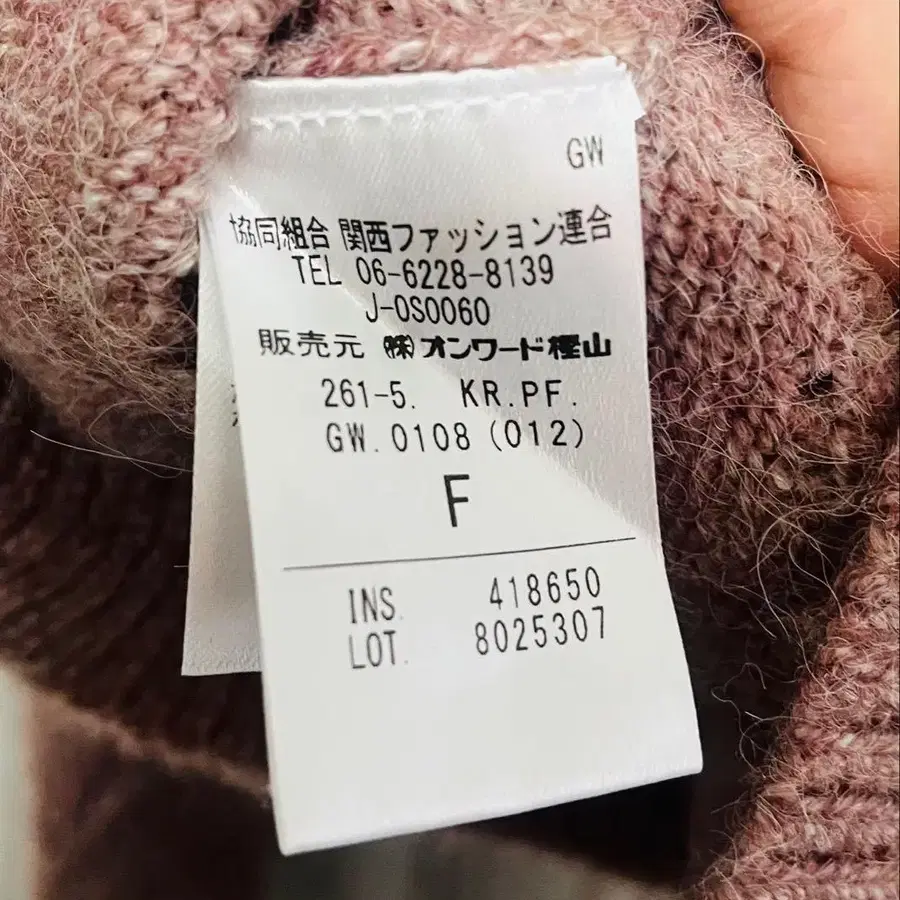 GW
協同組合 関西ファッション連合
TEL 06-6228-8139
J-OS0060
販売元 ㈱オンワード樫山
261-5. KR.PF.
GW.0108(012)
F
INS. 418650
LOT. 8025307